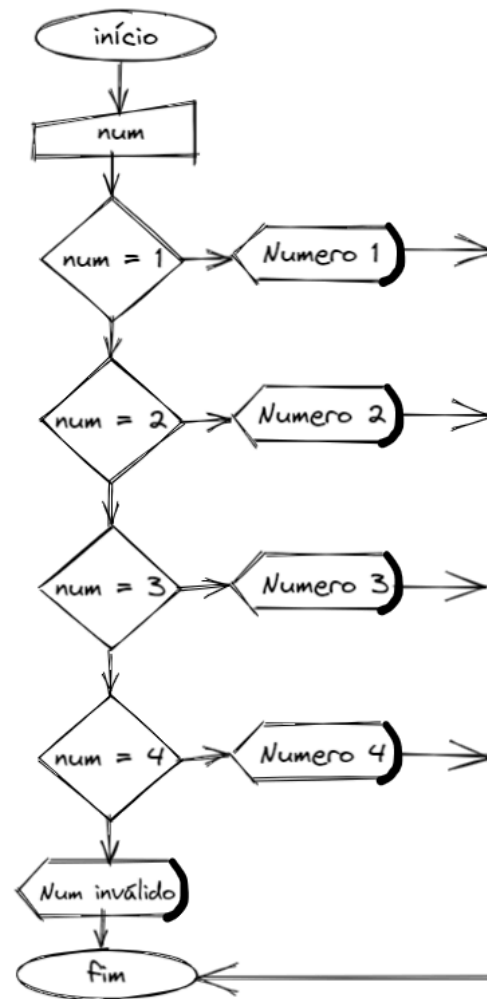 início
num
num = 1
Numero 1
num = 2
Numero 2
num = 3
Numero 3
num = 4
Numero 4
Num inválido
fim